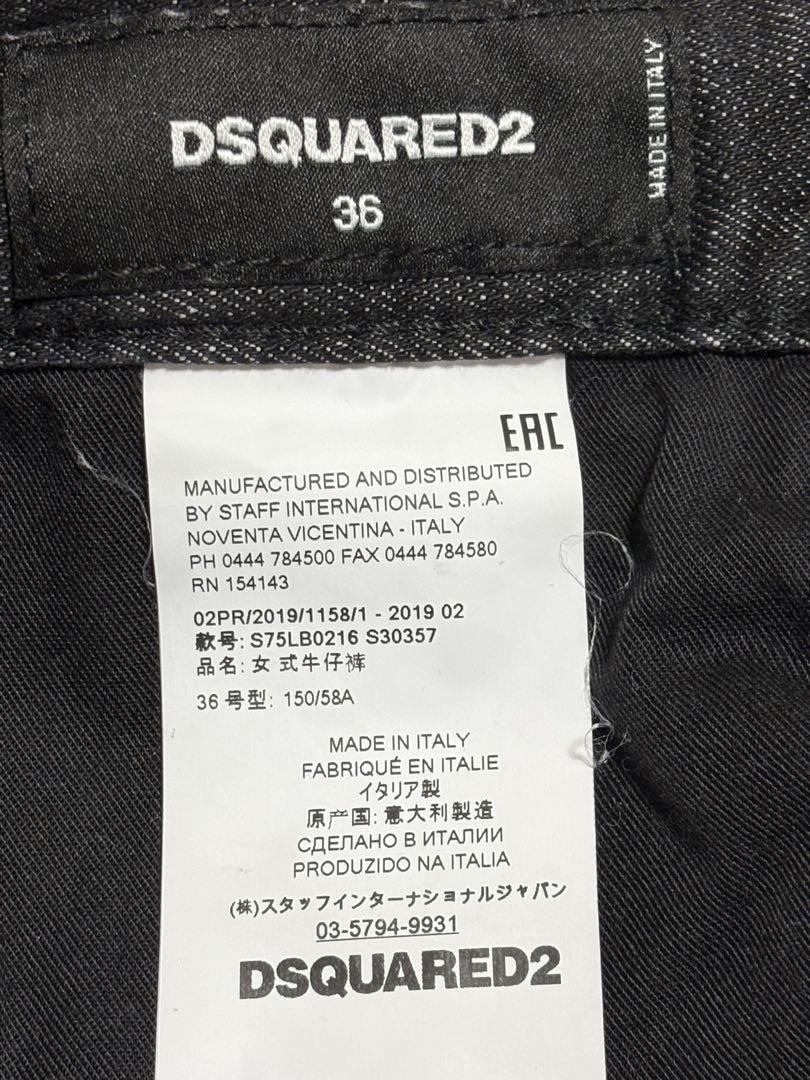 DSQUARED2
36
MADE IN ITALY
EAC
MANUFACTURED AND DISTRIBUTED
BY STAFF INTERNATIONAL S.P.A.
NOVENTA VICENTINA - ITALY
PH 0444 784500 FAX 0444 784580
RN 154143
02PR/2019/1158/1 - 2019 02
款号: S75LB0216 S30357
品名: 女 式牛仔裤
36 号型: 150/58A
MADE IN ITALY
FABRIQUÉ EN ITALIE
イタリア製
原产国: 意大利製造
СДЕЛАНО В ИТАЛИИ
PRODUZIDO NA ITALIA
(株)スタッフインターナショナルジャパン
03-5794-9931
DSQUARED2